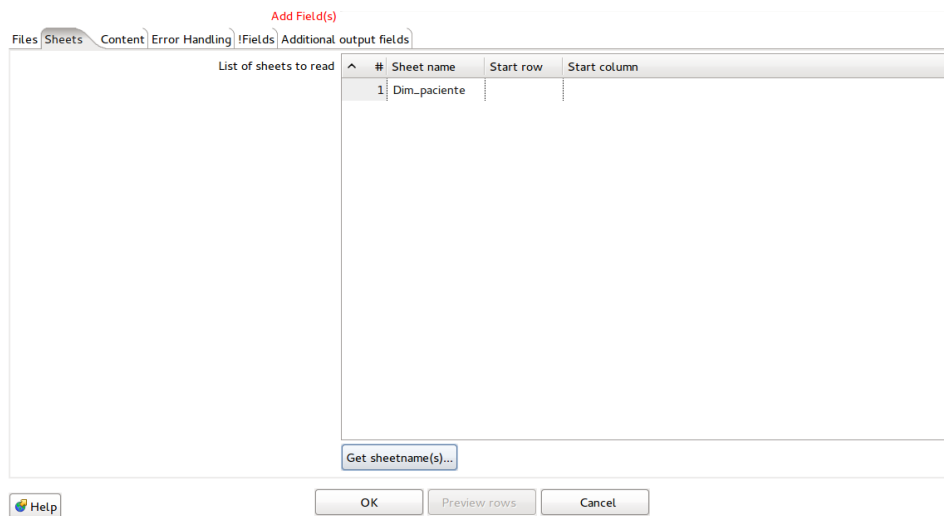 Add Field(s)
Files Sheets Content Error Handling !Fields Additional output fields
List of sheets to read ^ # Sheet name Start row Start column
1 Dim_paciente
Get sheetname(s)...
Help OK Preview rows Cancel